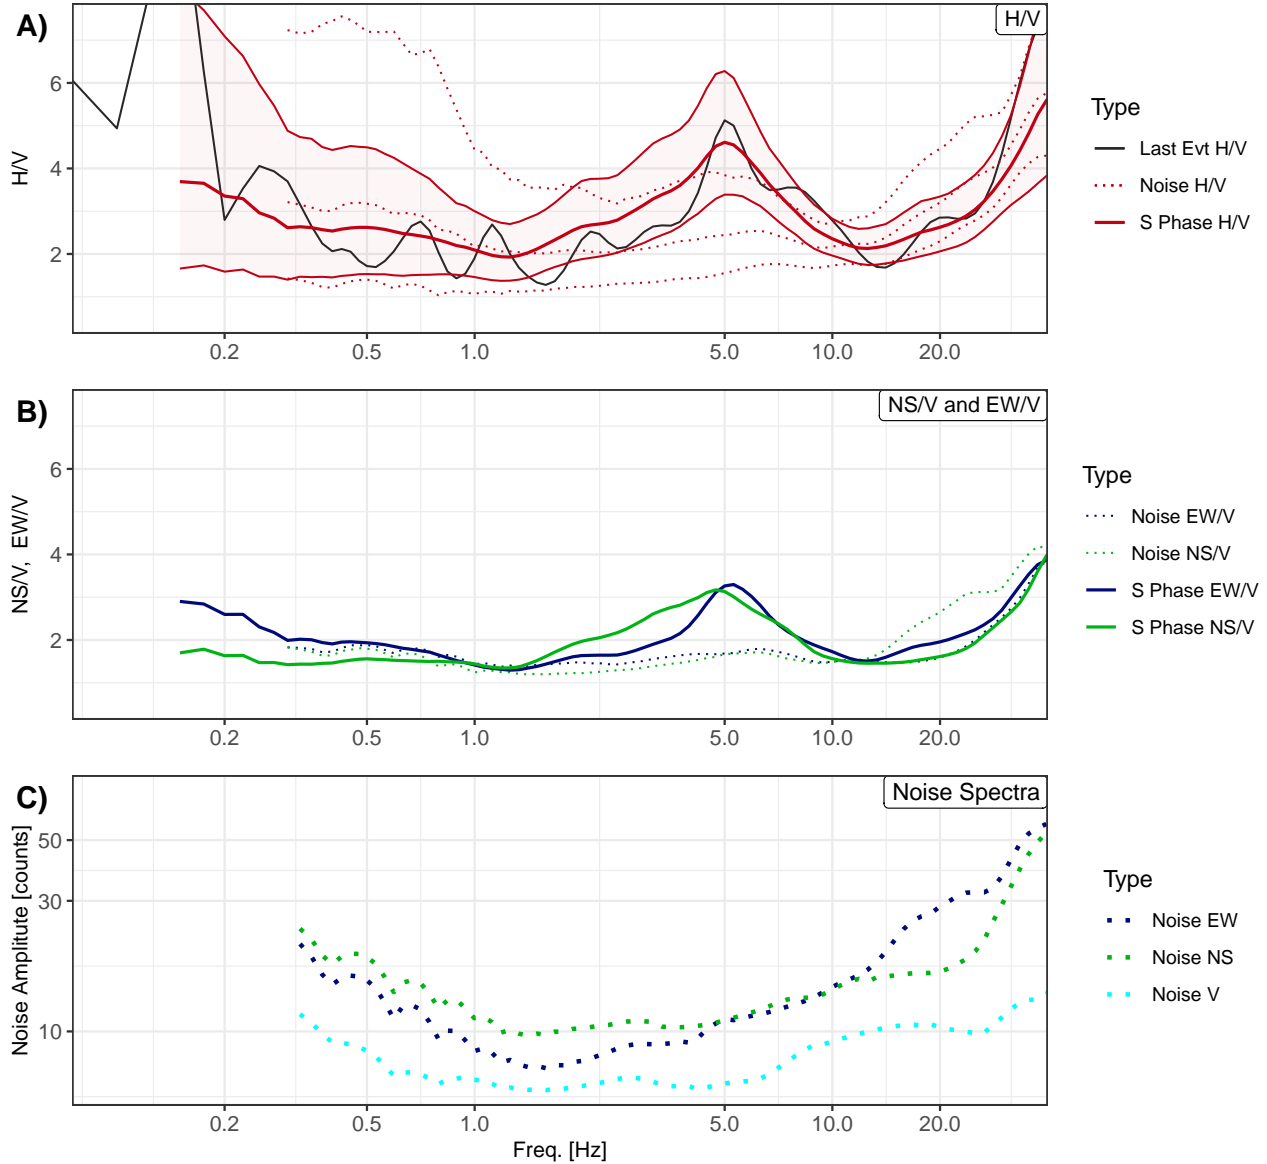 A)
H/V
H/V
6
4
2
0.2 0.5 1.0 5.0 10.0 20.0
Type
Last Evt H/V
Noise H/V
S Phase H/V
B)
NS/V and EW/V
NS/V, EW/V
6
4
2
0.2 0.5 1.0 5.0 10.0 20.0
Type
Noise EW/V
Noise NS/V
S Phase EW/V
S Phase NS/V
C)
Noise Spectra
Noise Amplitute [counts]
50
30
10
0.2 0.5 1.0 5.0 10.0 20.0
Freq. [Hz]
Type
Noise EW
Noise NS
Noise V